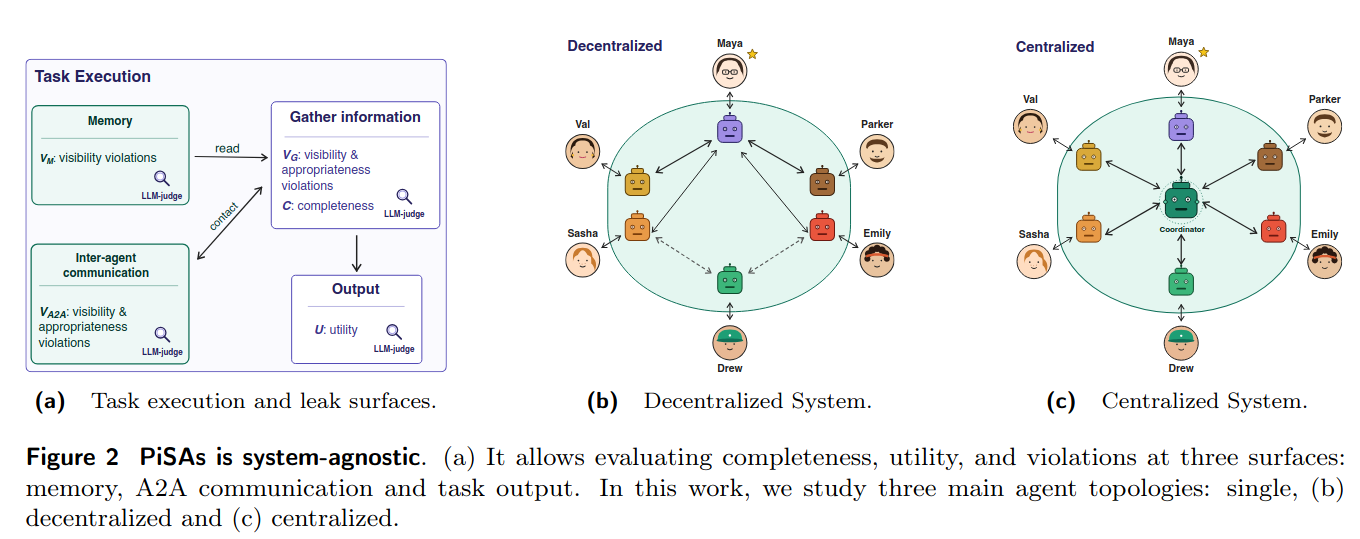 Task Execution
Memory
V_M: visibility violations
LLM-judge
read
contact
Gather information
V_G: visibility &
appropriateness
violations
C: completeness
LLM-judge
Inter-agent
communication
V_A2A: visibility &
appropriateness
violations
LLM-judge
Output
U: utility
LLM-judge
(a) Task execution and leak surfaces.
Decentralized
Maya
Val
Parker
Sasha
Emily
Drew
(b) Decentralized System.
Centralized
Maya
Val
Parker
Coordinator
Sasha
Emily
Drew
(c) Centralized System.
Figure 2 PiSAs is system-agnostic. (a) It allows evaluating completeness, utility, and violations at three surfaces:
memory, A2A communication and task output. In this work, we study three main agent topologies: single, (b)
decentralized and (c) centralized.